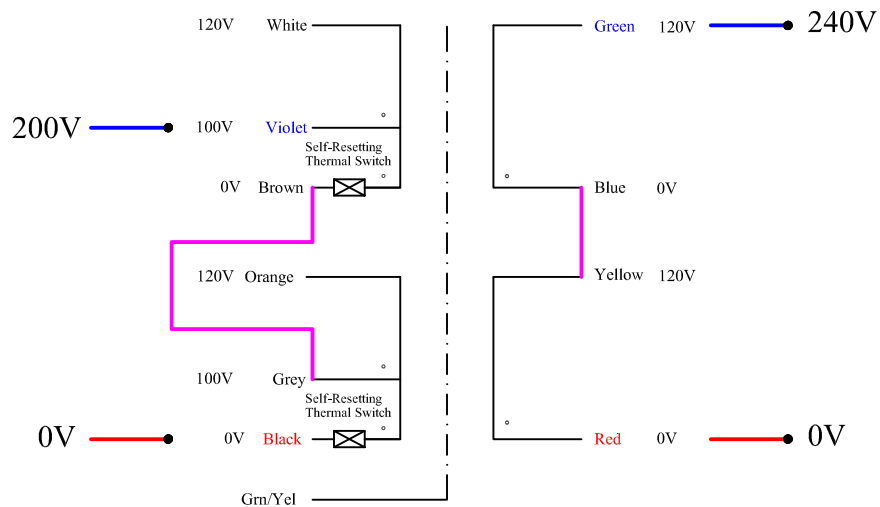 120V White Green 120V 240V
200V 100V Violet
Self-Resetting
Thermal Switch
0V Brown Blue 0V
120V Orange Yellow 120V
100V Grey
Self-Resetting
Thermal Switch
0V 0V Black Red 0V 0V
Grn/Yel